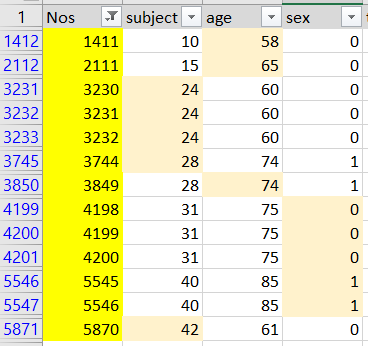 1 Nos subject age sex
1412 1411 10 58 0
2112 2111 15 65 0
3231 3230 24 60 0
3232 3231 24 60 0
3233 3232 24 60 0
3745 3744 28 74 1
3850 3849 28 74 1
4199 4198 31 75 0
4200 4199 31 75 0
4201 4200 31 75 0
5546 5545 40 85 1
5547 5546 40 85 1
5871 5870 42 61 0